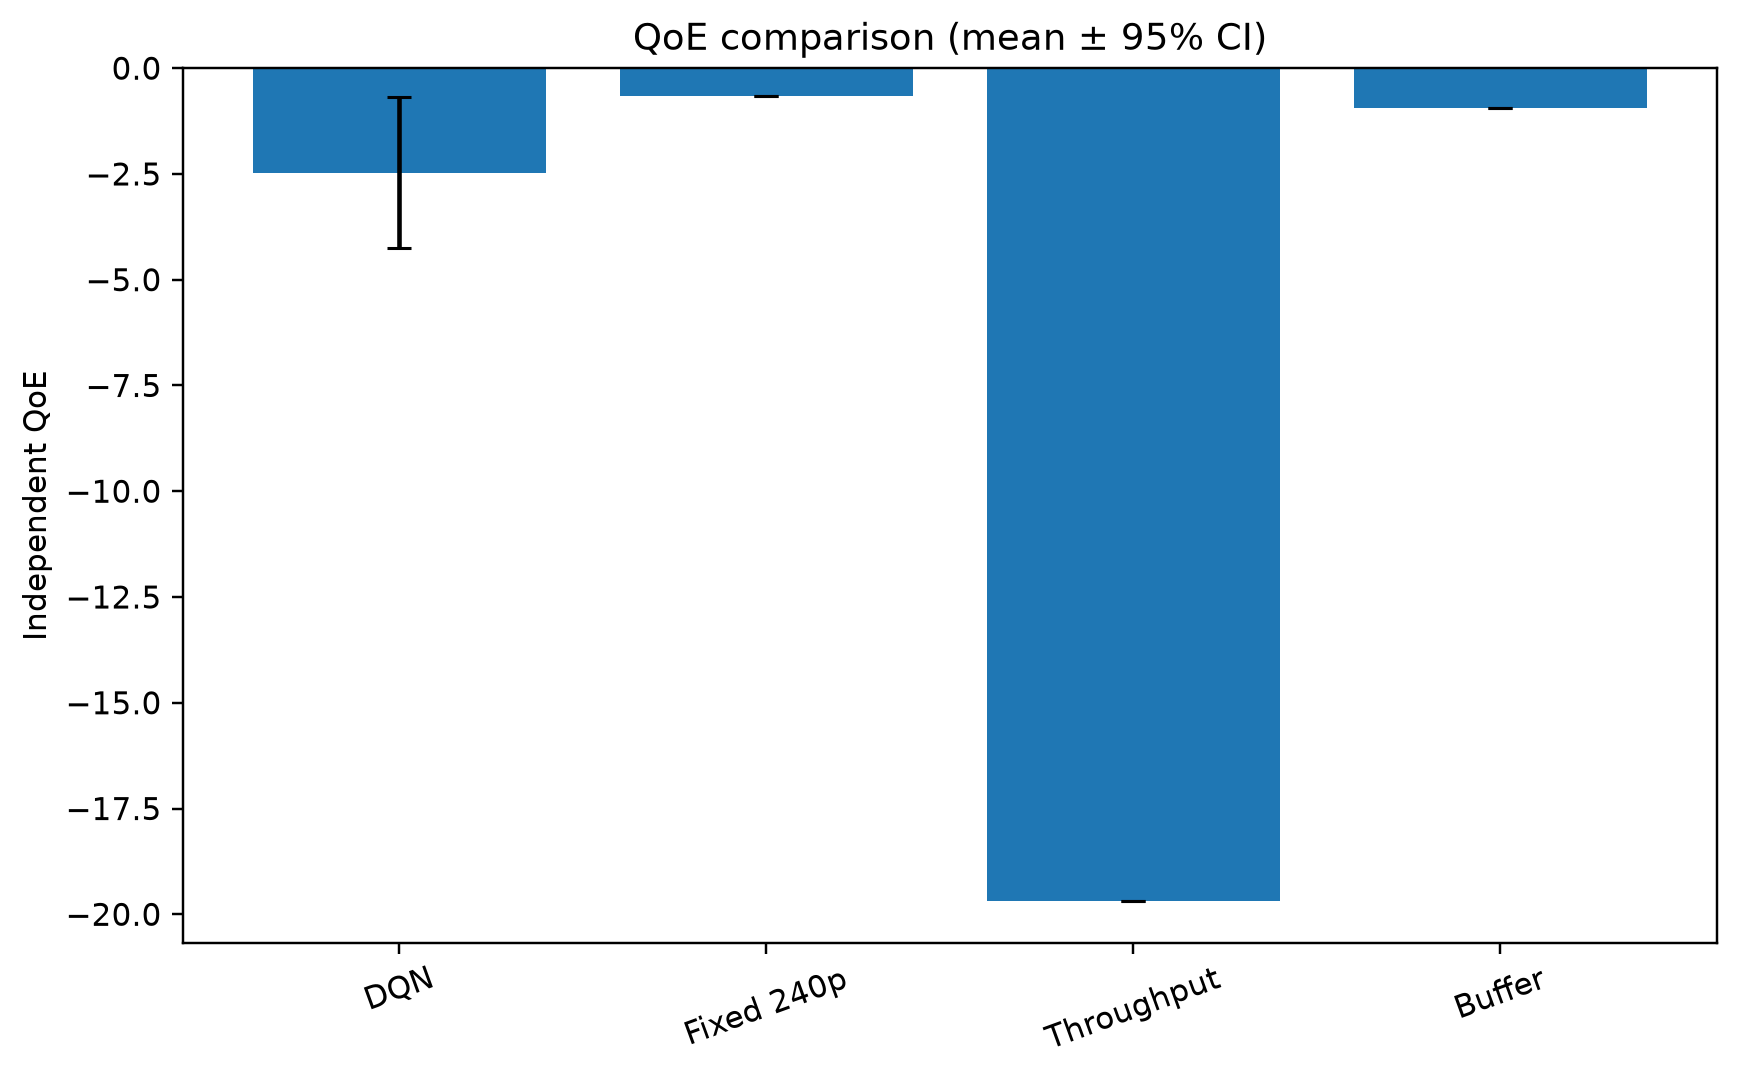 QoE comparison (mean ± 95% CI)
0.0
−2.5
−5.0
−7.5
−10.0
−12.5
−15.0
−17.5
−20.0
Independent QoE
DQN
Fixed 240p
Throughput
Buffer